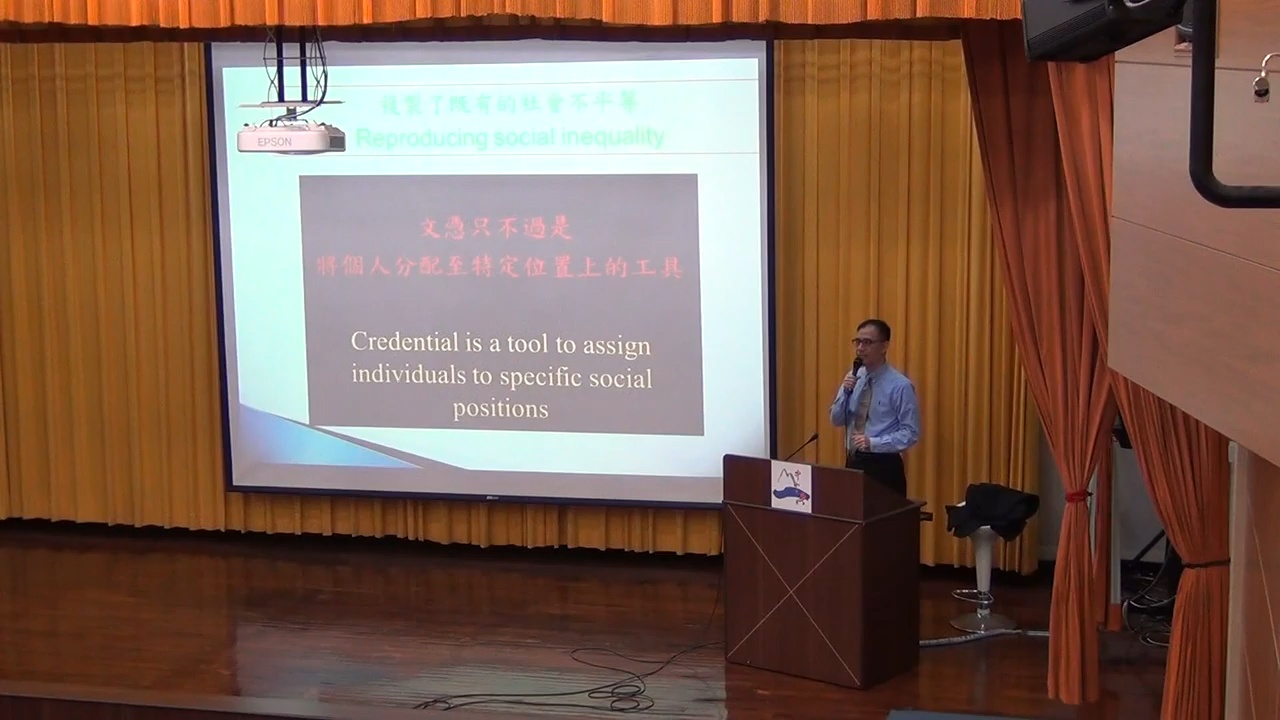 複製了既有的社會不平等
Reproducing social inequality
EPSON
文憑只不過是
將個人分配至特定位置上的工具
Credential is a tool to assign
individuals to specific social
positions